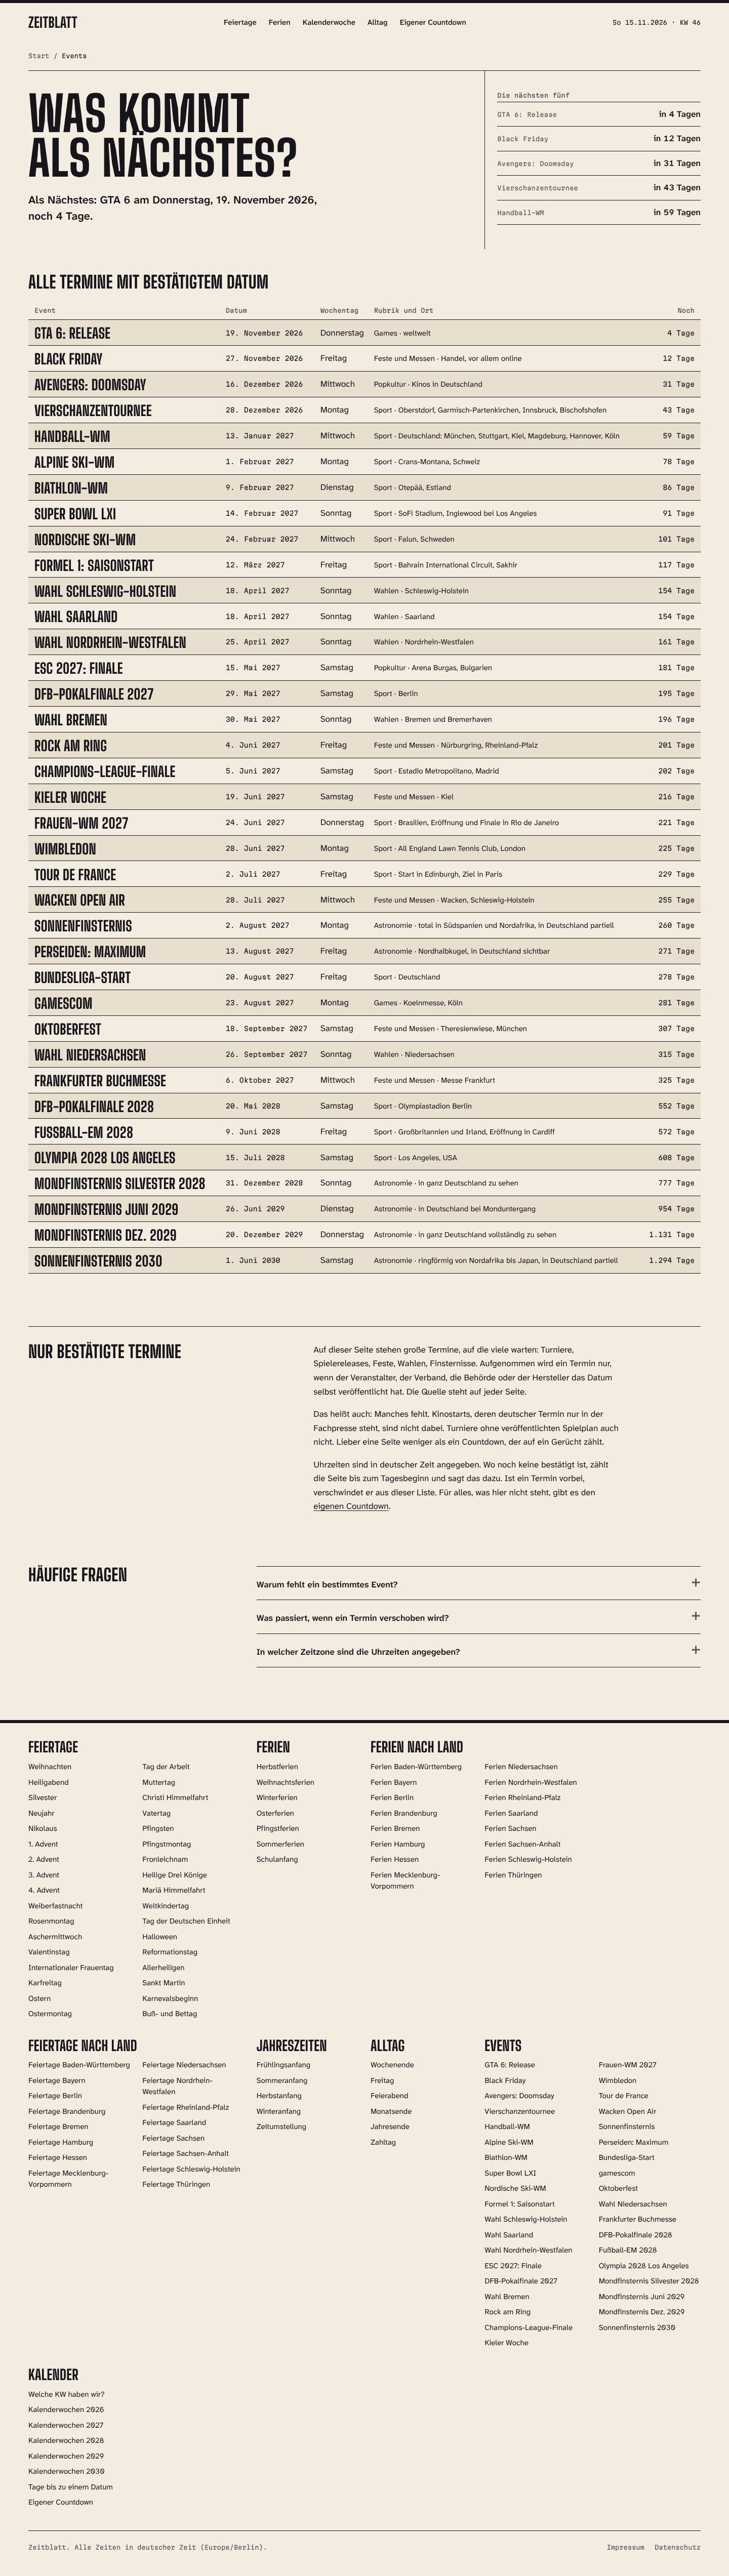 ZEITBLATT
Feiertage Ferien Kalenderwoche Alltag Eigener Countdown
So 15.11.2026 · KW 46
Start / Events
WAS KOMMT
ALS NÄCHSTES?
Als Nächstes: GTA 6 am Donnerstag, 19. November 2026,
noch 4 Tage.
Die nächsten fünf
GTA 6: Release in 4 Tagen
Black Friday in 12 Tagen
Avengers: Doomsday in 31 Tagen
Vierschanzentournee in 43 Tagen
Handball-WM in 59 Tagen
ALLE TERMINE MIT BESTÄTIGTEM DATUM
Event Datum Wochentag Rubrik und Ort Noch
GTA 6: RELEASE 19. November 2026 Donnerstag Games · weltweit 4 Tage
BLACK FRIDAY 27. November 2026 Freitag Feste und Messen · Handel, vor allem online 12 Tage
AVENGERS: DOOMSDAY 16. Dezember 2026 Mittwoch Popkultur · Kinos in Deutschland 31 Tage
VIERSCHANZENTOURNEE 28. Dezember 2026 Montag Sport · Oberstdorf, Garmisch-Partenkirchen, Innsbruck, Bischofshofen 43 Tage
HANDBALL-WM 13. Januar 2027 Mittwoch Sport · Deutschland: München, Stuttgart, Kiel, Magdeburg, Hannover, Köln 59 Tage
ALPINE SKI-WM 1. Februar 2027 Montag Sport · Crans-Montana, Schweiz 78 Tage
BIATHLON-WM 9. Februar 2027 Dienstag Sport · Otepää, Estland 86 Tage
SUPER BOWL LXI 14. Februar 2027 Sonntag Sport · SoFi Stadium, Inglewood bei Los Angeles 91 Tage
NORDISCHE SKI-WM 24. Februar 2027 Mittwoch Sport · Falun, Schweden 101 Tage
FORMEL 1: SAISONSTART 12. März 2027 Freitag Sport · Bahrain International Circuit, Sakhir 117 Tage
WAHL SCHLESWIG-HOLSTEIN 18. April 2027 Sonntag Wahlen · Schleswig-Holstein 154 Tage
WAHL SAARLAND 18. April 2027 Sonntag Wahlen · Saarland 154 Tage
WAHL NORDRHEIN-WESTFALEN 25. April 2027 Sonntag Wahlen · Nordrhein-Westfalen 161 Tage
ESC 2027: FINALE 15. Mai 2027 Samstag Popkultur · Arena Burgas, Bulgarien 181 Tage
DFB-POKALFINALE 2027 29. Mai 2027 Samstag Sport · Berlin 195 Tage
WAHL BREMEN 30. Mai 2027 Sonntag Wahlen · Bremen und Bremerhaven 196 Tage
ROCK AM RING 4. Juni 2027 Freitag Feste und Messen · Nürburgring, Rheinland-Pfalz 201 Tage
CHAMPIONS-LEAGUE-FINALE 5. Juni 2027 Samstag Sport · Estadio Metropolitano, Madrid 202 Tage
KIELER WOCHE 19. Juni 2027 Samstag Feste und Messen · Kiel 216 Tage
FRAUEN-WM 2027 24. Juni 2027 Donnerstag Sport · Brasilien, Eröffnung und Finale in Rio de Janeiro 221 Tage
WIMBLEDON 28. Juni 2027 Montag Sport · All England Lawn Tennis Club, London 225 Tage
TOUR DE FRANCE 2. Juli 2027 Freitag Sport · Start in Edinburgh, Ziel in Paris 229 Tage
WACKEN OPEN AIR 28. Juli 2027 Mittwoch Feste und Messen · Wacken, Schleswig-Holstein 255 Tage
SONNENFINSTERNIS 2. August 2027 Montag Astronomie · total in Südspanien und Nordafrika, in Deutschland partiell 260 Tage
PERSEIDEN: MAXIMUM 13. August 2027 Freitag Astronomie · Nordhalbkugel, in Deutschland sichtbar 271 Tage
BUNDESLIGA-START 20. August 2027 Freitag Sport · Deutschland 278 Tage
GAMESCOM 23. August 2027 Montag Games · Koelnmesse, Köln 281 Tage
OKTOBERFEST 18. September 2027 Samstag Feste und Messen · Theresienwiese, München 307 Tage
WAHL NIEDERSACHSEN 26. September 2027 Sonntag Wahlen · Niedersachsen 315 Tage
FRANKFURTER BUCHMESSE 6. Oktober 2027 Mittwoch Feste und Messen · Messe Frankfurt 325 Tage
DFB-POKALFINALE 2028 20. Mai 2028 Samstag Sport · Olympiastadion Berlin 552 Tage
FUSSBALL-EM 2028 9. Juni 2028 Freitag Sport · Großbritannien und Irland, Eröffnung in Cardiff 572 Tage
OLYMPIA 2028 LOS ANGELES 15. Juli 2028 Samstag Sport · Los Angeles, USA 608 Tage
MONDFINSTERNIS SILVESTER 2028 31. Dezember 2028 Sonntag Astronomie · in ganz Deutschland zu sehen 777 Tage
MONDFINSTERNIS JUNI 2029 26. Juni 2029 Dienstag Astronomie · in Deutschland bei Monduntergang 954 Tage
MONDFINSTERNIS DEZ. 2029 20. Dezember 2029 Donnerstag Astronomie · in ganz Deutschland vollständig zu sehen 1.131 Tage
SONNENFINSTERNIS 2030 1. Juni 2030 Samstag Astronomie · ringförmig von Nordafrika bis Japan, in Deutschland partiell 1.294 Tage
NUR BESTÄTIGTE TERMINE
Auf dieser Seite stehen große Termine, auf die viele warten: Turniere,
Spielereleases, Feste, Wahlen, Finsternisse. Aufgenommen wird ein Termin nur,
wenn der Veranstalter, der Verband, die Behörde oder der Hersteller das Datum
selbst veröffentlicht hat. Die Quelle steht auf jeder Seite.
Das heißt auch: Manches fehlt. Kinostarts, deren deutscher Termin nur in der
Fachpresse steht, sind nicht dabei. Turniere ohne veröffentlichten Spielplan auch
nicht. Lieber eine Seite weniger als ein Countdown, der auf ein Gerücht zählt.
Uhrzeiten sind in deutscher Zeit angegeben. Wo noch keine bestätigt ist, zählt
die Seite bis zum Tagesbeginn und sagt das dazu. Ist ein Termin vorbei,
verschwindet er aus dieser Liste. Für alles, was hier nicht steht, gibt es den
eigenen Countdown.
HÄUFIGE FRAGEN
Warum fehlt ein bestimmtes Event? +
Was passiert, wenn ein Termin verschoben wird? +
In welcher Zeitzone sind die Uhrzeiten angegeben? +
FEIERTAGE
Weihnachten
Heiligabend
Silvester
Neujahr
Nikolaus
1. Advent
2. Advent
3. Advent
4. Advent
Weiberfastnacht
Rosenmontag
Aschermittwoch
Valentinstag
Internationaler Frauentag
Karfreitag
Ostern
Ostermontag
Tag der Arbeit
Muttertag
Christi Himmelfahrt
Vatertag
Pfingsten
Pfingstmontag
Fronleichnam
Heilige Drei Könige
Mariä Himmelfahrt
Weltkindertag
Tag der Deutschen Einheit
Halloween
Reformationstag
Allerheiligen
Sankt Martin
Karnevalsbeginn
Buß- und Bettag
FERIEN
Herbstferien
Weihnachtsferien
Winterferien
Osterferien
Pfingstferien
Sommerferien
Schulanfang
FERIEN NACH LAND
Ferien Baden-Württemberg
Ferien Bayern
Ferien Berlin
Ferien Brandenburg
Ferien Bremen
Ferien Hamburg
Ferien Hessen
Ferien Mecklenburg-
Vorpommern
Ferien Niedersachsen
Ferien Nordrhein-Westfalen
Ferien Rheinland-Pfalz
Ferien Saarland
Ferien Sachsen
Ferien Sachsen-Anhalt
Ferien Schleswig-Holstein
Ferien Thüringen
FEIERTAGE NACH LAND
Feiertage Baden-Württemberg
Feiertage Bayern
Feiertage Berlin
Feiertage Brandenburg
Feiertage Bremen
Feiertage Hamburg
Feiertage Hessen
Feiertage Mecklenburg-
Vorpommern
Feiertage Niedersachsen
Feiertage Nordrhein-
Westfalen
Feiertage Rheinland-Pfalz
Feiertage Saarland
Feiertage Sachsen
Feiertage Sachsen-Anhalt
Feiertage Schleswig-Holstein
Feiertage Thüringen
JAHRESZEITEN
Frühlingsanfang
Sommeranfang
Herbstanfang
Winteranfang
Zeitumstellung
ALLTAG
Wochenende
Freitag
Feierabend
Monatsende
Jahresende
Zahltag
EVENTS
GTA 6: Release
Black Friday
Avengers: Doomsday
Vierschanzentournee
Handball-WM
Alpine Ski-WM
Biathlon-WM
Super Bowl LXI
Nordische Ski-WM
Formel 1: Saisonstart
Wahl Schleswig-Holstein
Wahl Saarland
Wahl Nordrhein-Westfalen
ESC 2027: Finale
DFB-Pokalfinale 2027
Wahl Bremen
Rock am Ring
Champions-League-Finale
Kieler Woche
Frauen-WM 2027
Wimbledon
Tour de France
Wacken Open Air
Sonnenfinsternis
Perseiden: Maximum
Bundesliga-Start
gamescom
Oktoberfest
Wahl Niedersachsen
Frankfurter Buchmesse
DFB-Pokalfinale 2028
Fußball-EM 2028
Olympia 2028 Los Angeles
Mondfinsternis Silvester 2028
Mondfinsternis Juni 2029
Mondfinsternis Dez. 2029
Sonnenfinsternis 2030
KALENDER
Welche KW haben wir?
Kalenderwochen 2026
Kalenderwochen 2027
Kalenderwochen 2028
Kalenderwochen 2029
Kalenderwochen 2030
Tage bis zu einem Datum
Eigener Countdown
Zeitblatt. Alle Zeiten in deutscher Zeit (Europe/Berlin).
Impressum Datenschutz